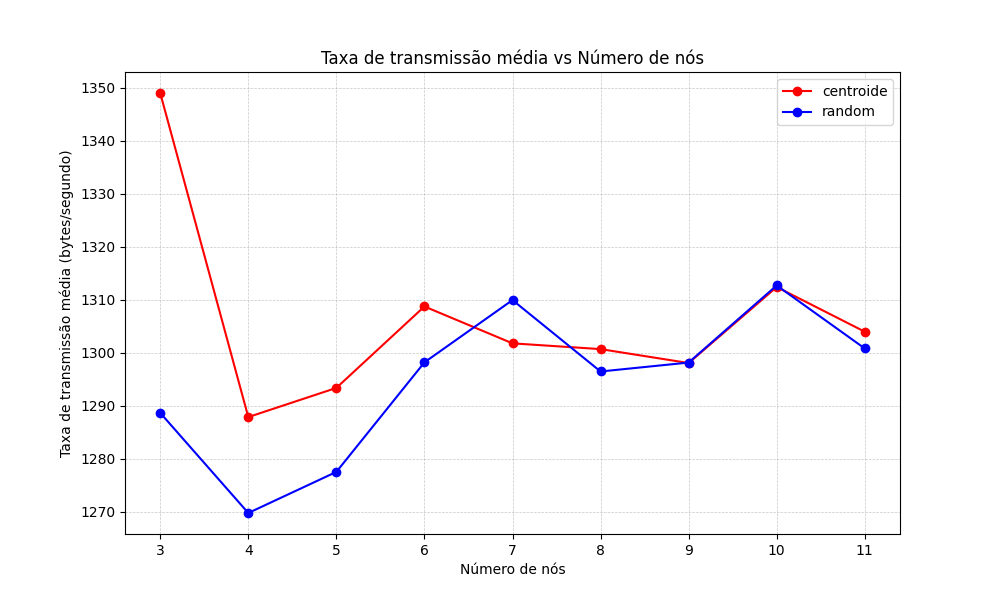 Taxa de transmissão média vs Número de nós
centroide
random
Taxa de transmissão média (bytes/segundo)
1350
1340
1330
1320
1310
1300
1290
1280
1270
3 4 5 6 7 8 9 10 11
Número de nós